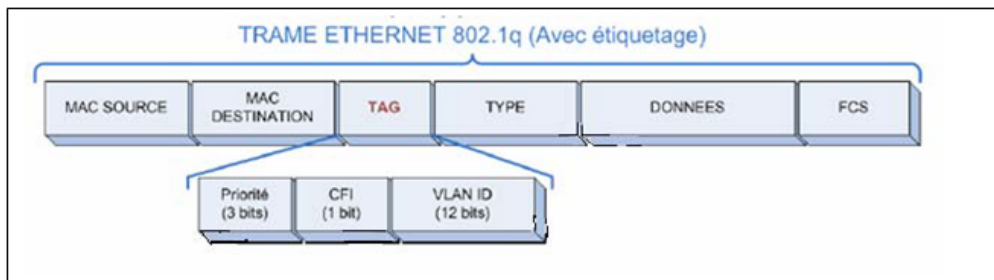 TRAME ETHERNET 802.1q (Avec étiquetage)
MAC SOURCE
MAC
DESTINATION
TAG
TYPE
DONNEES
FCS
Priorité
(3 bits)
CFI
(1 bit)
VLAN ID
(12 bits)